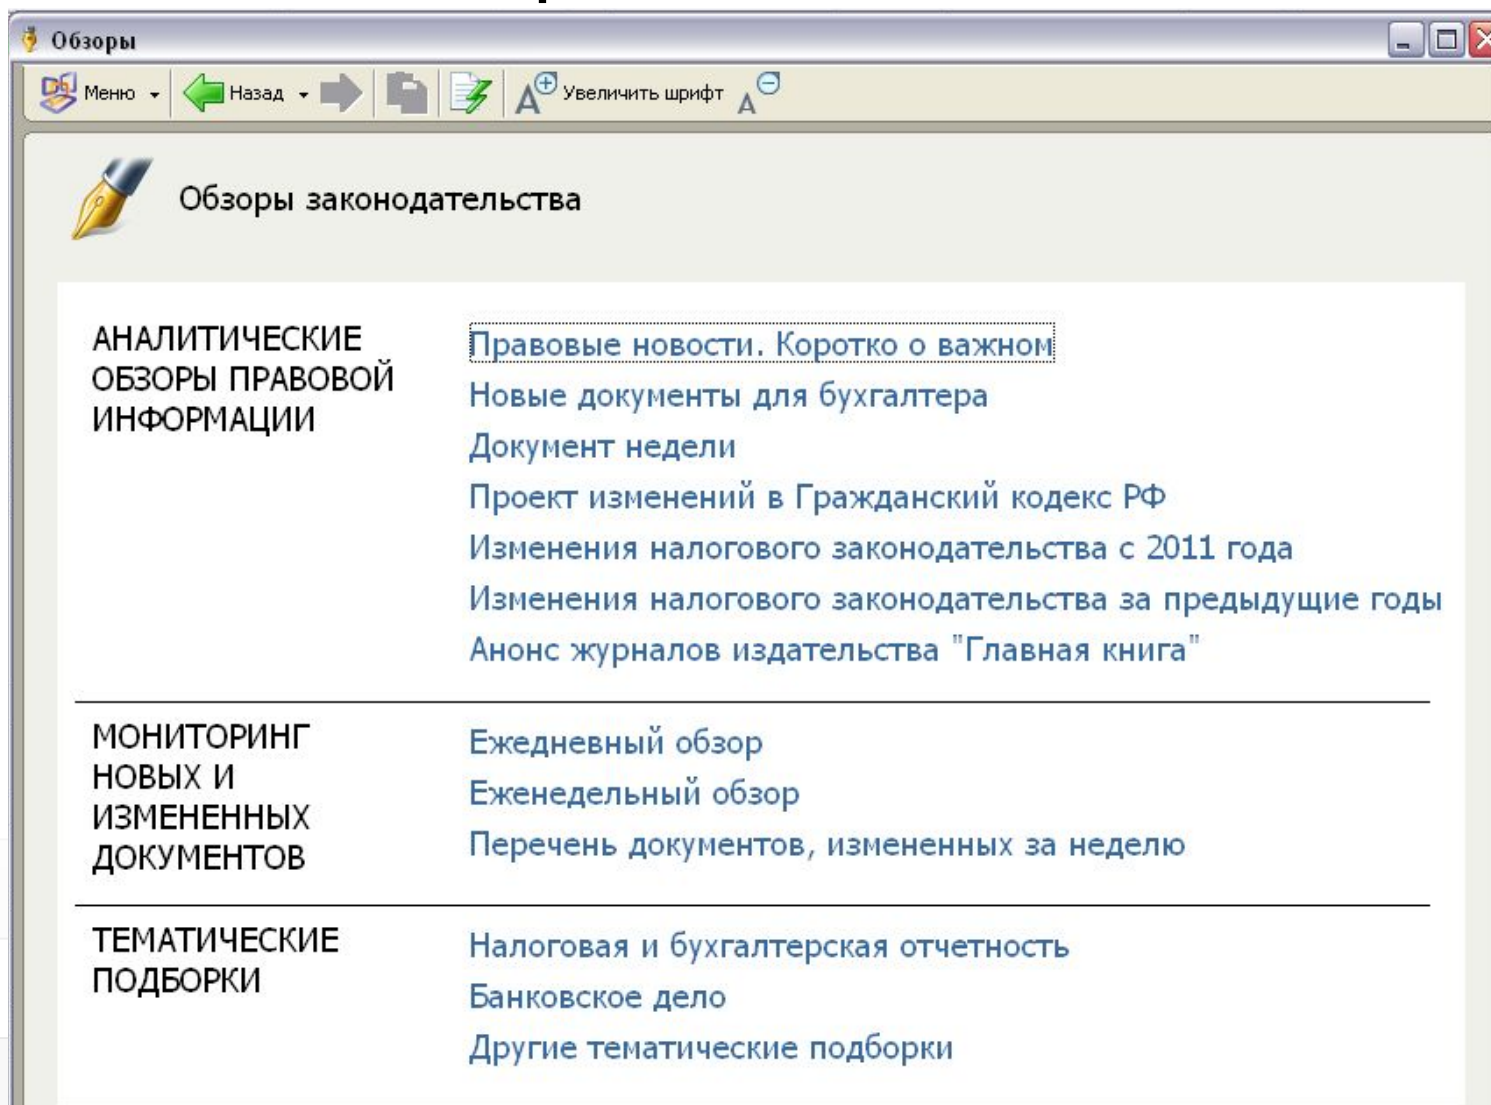 Обзоры
Меню Назад Увеличить шрифт
Обзоры законодательства
АНАЛИТИЧЕСКИЕ
ОБЗОРЫ ПРАВОВОЙ
ИНФОРМАЦИИ
Правовые новости. Коротко о важном
Новые документы для бухгалтера
Документ недели
Проект изменений в Гражданский кодекс РФ
Изменения налогового законодательства с 2011 года
Изменения налогового законодательства за предыдущие годы
Анонс журналов издательства "Главная книга"
МОНИТОРИНГ
НОВЫХ И
ИЗМЕНЕННЫХ
ДОКУМЕНТОВ
Ежедневный обзор
Еженедельный обзор
Перечень документов, измененных за неделю
ТЕМАТИЧЕСКИЕ
ПОДБОРКИ
Налоговая и бухгалтерская отчетность
Банковское дело
Другие тематические подборки